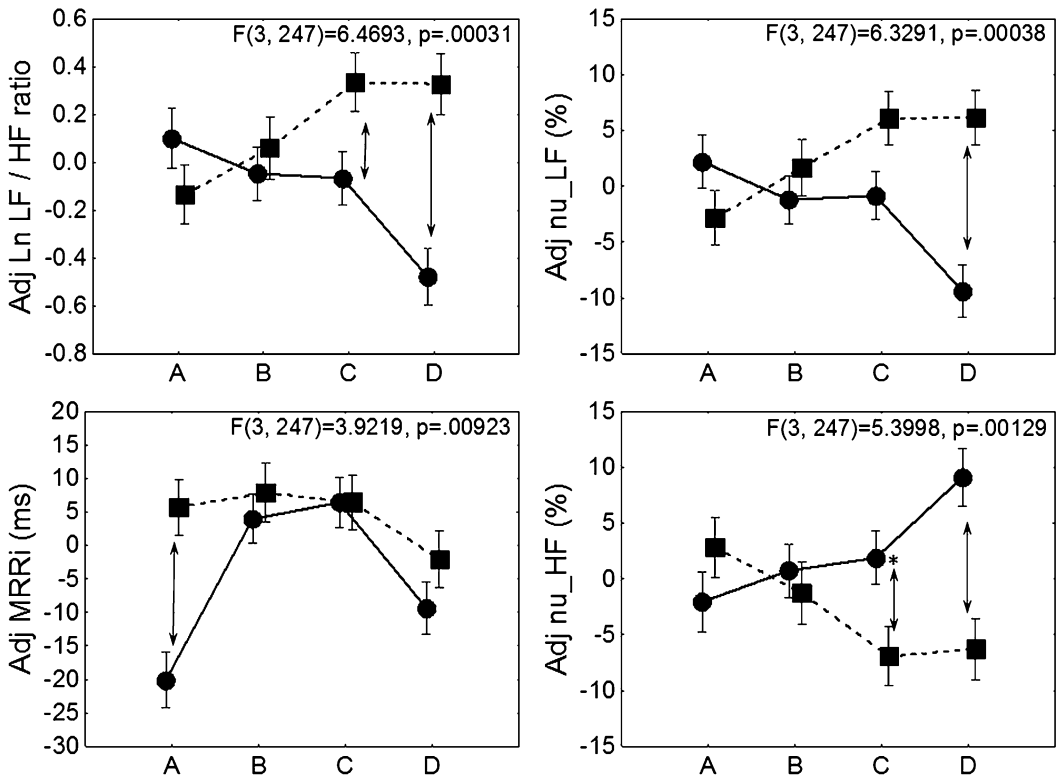 F(3, 247)=6.4693, p=.00031
Adj Ln LF / HF ratio
0.6
0.4
0.2
0.0
-0.2
-0.4
-0.6
-0.8
A B C D
F(3, 247)=6.3291, p=.00038
Adj nu_LF (%)
15
10
5
0
-5
-10
-15
A B C D
F(3, 247)=3.9219, p=.00923
Adj MRRi (ms)
20
15
10
5
0
-5
-10
-15
-20
-25
-30
A B C D
F(3, 247)=5.3998, p=.00129
Adj nu_HF (%)
15
10
5
0
-5
-10
-15
*
A B C D